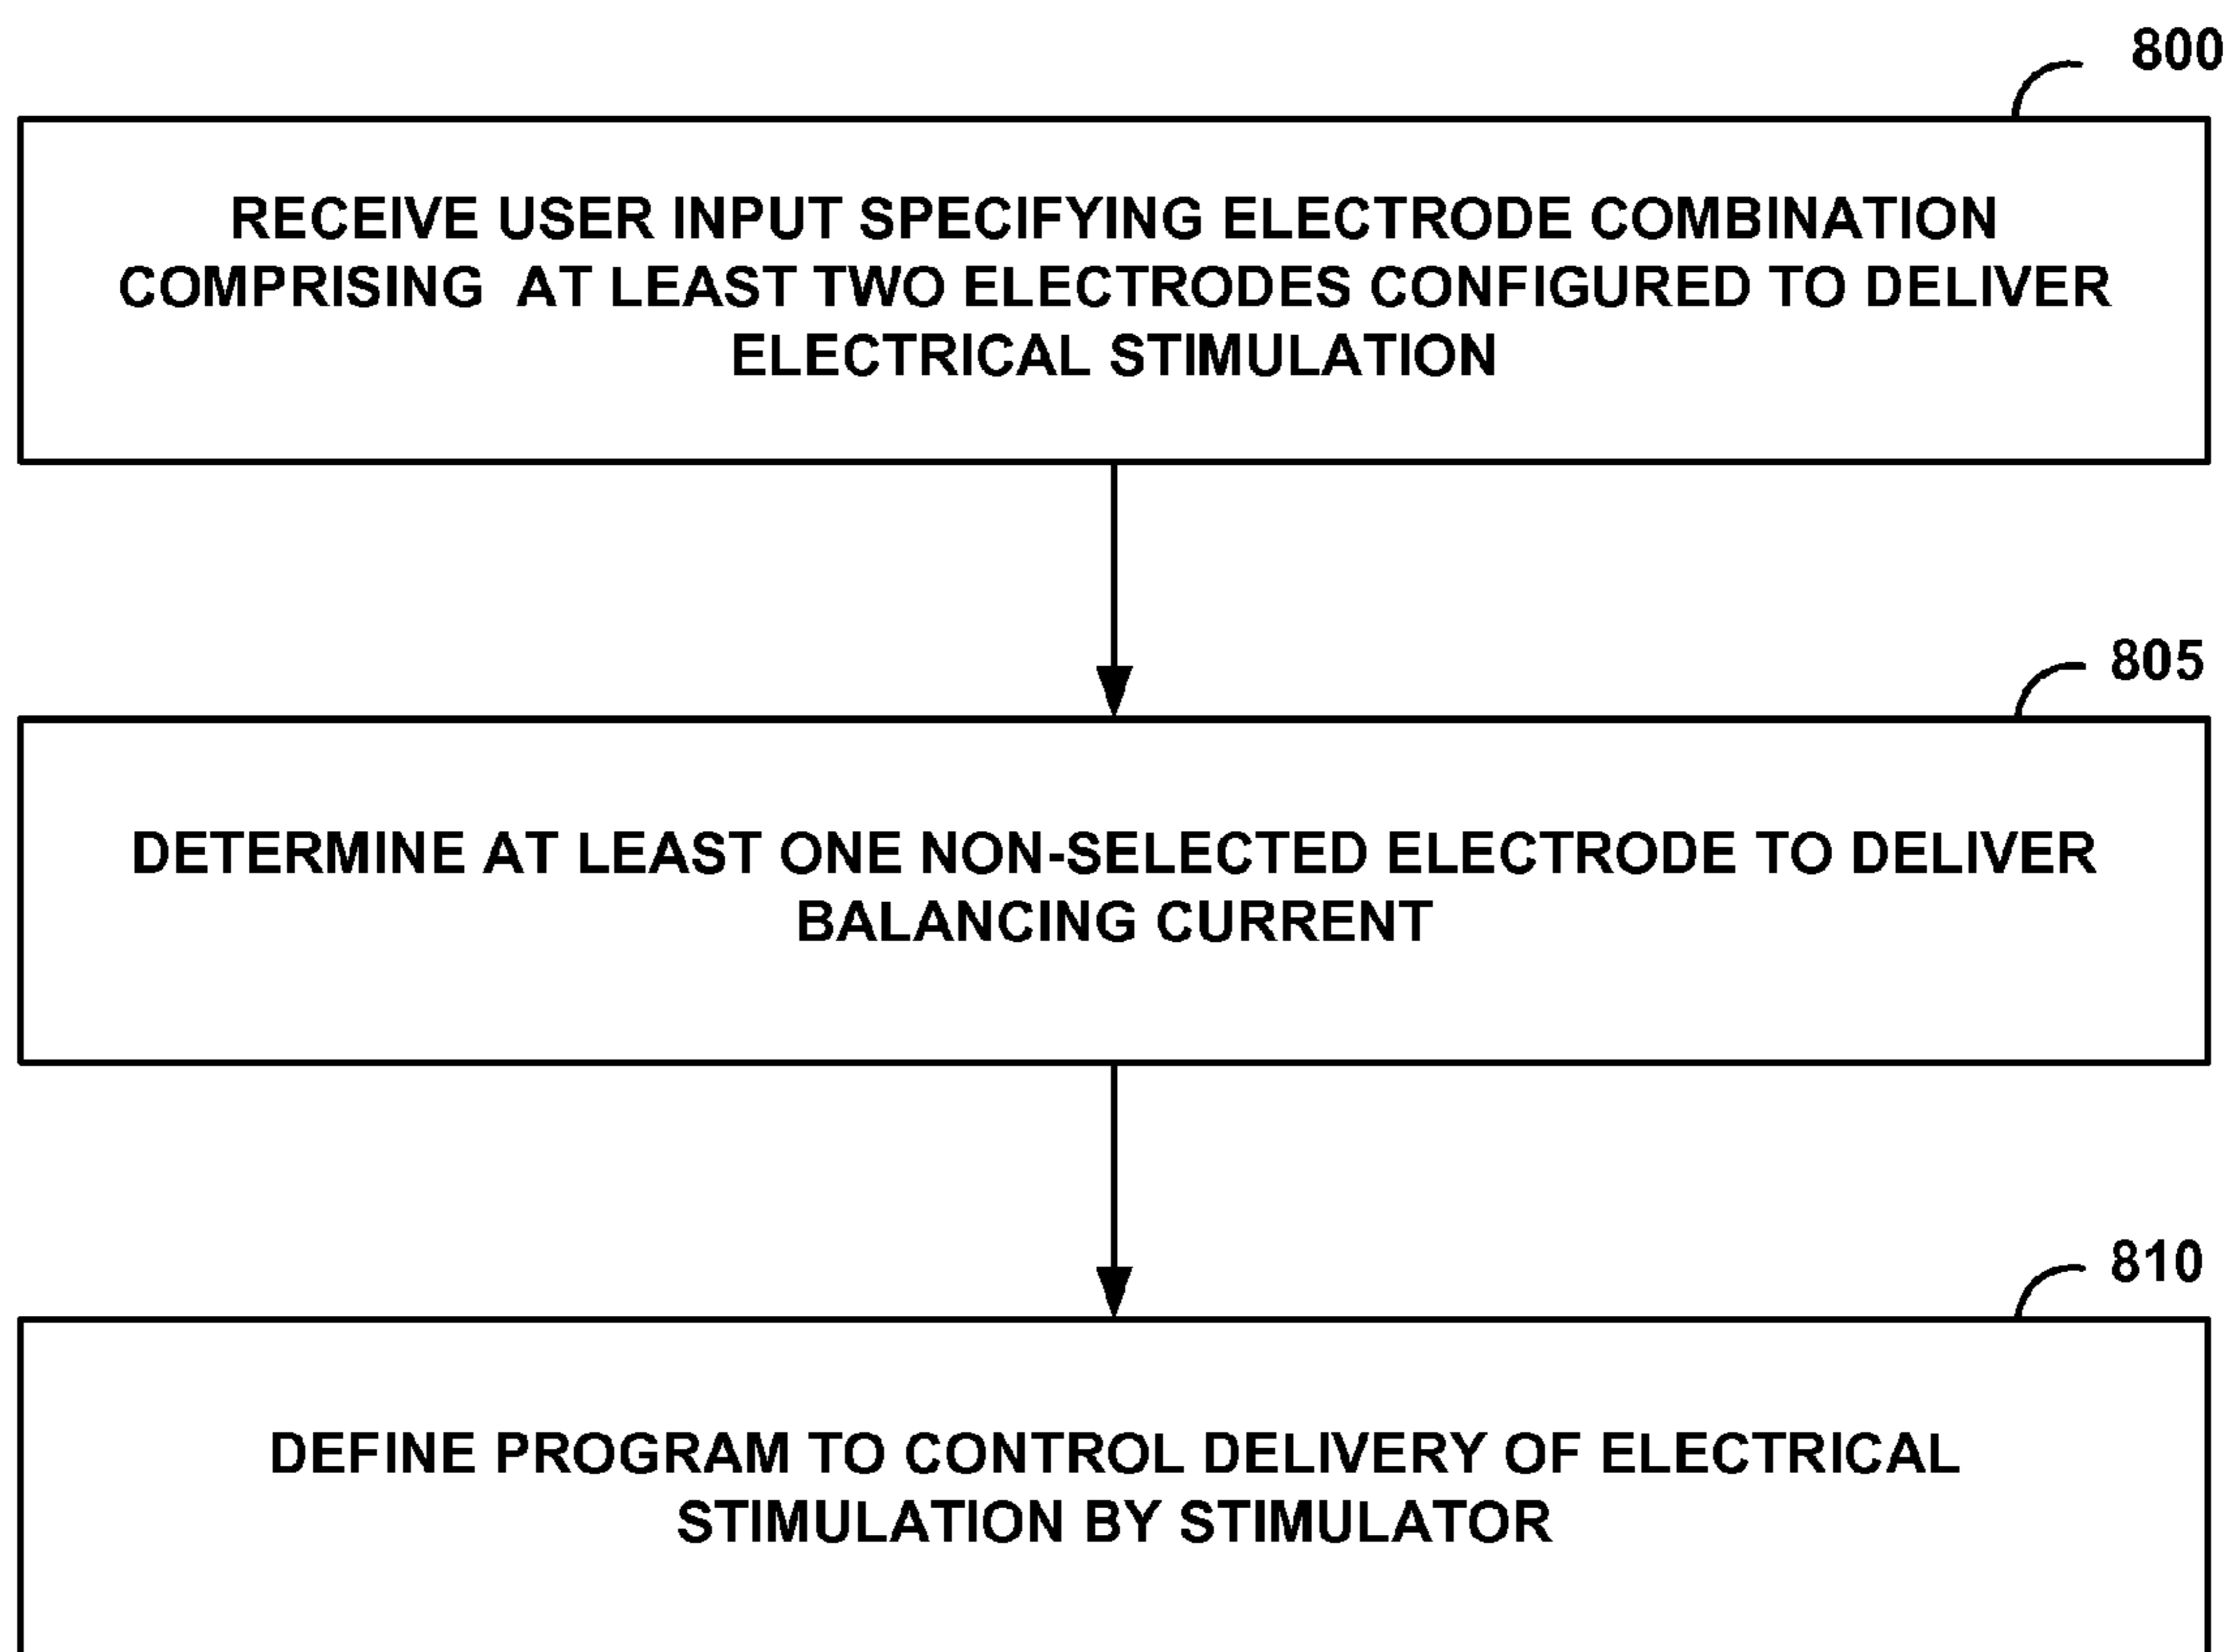 800
RECEIVE USER INPUT SPECIFYING ELECTRODE COMBINATION
COMPRISING AT LEAST TWO ELECTRODES CONFIGURED TO DELIVER
ELECTRICAL STIMULATION
805
DETERMINE AT LEAST ONE NON-SELECTED ELECTRODE TO DELIVER
BALANCING CURRENT
810
DEFINE PROGRAM TO CONTROL DELIVERY OF ELECTRICAL
STIMULATION BY STIMULATOR